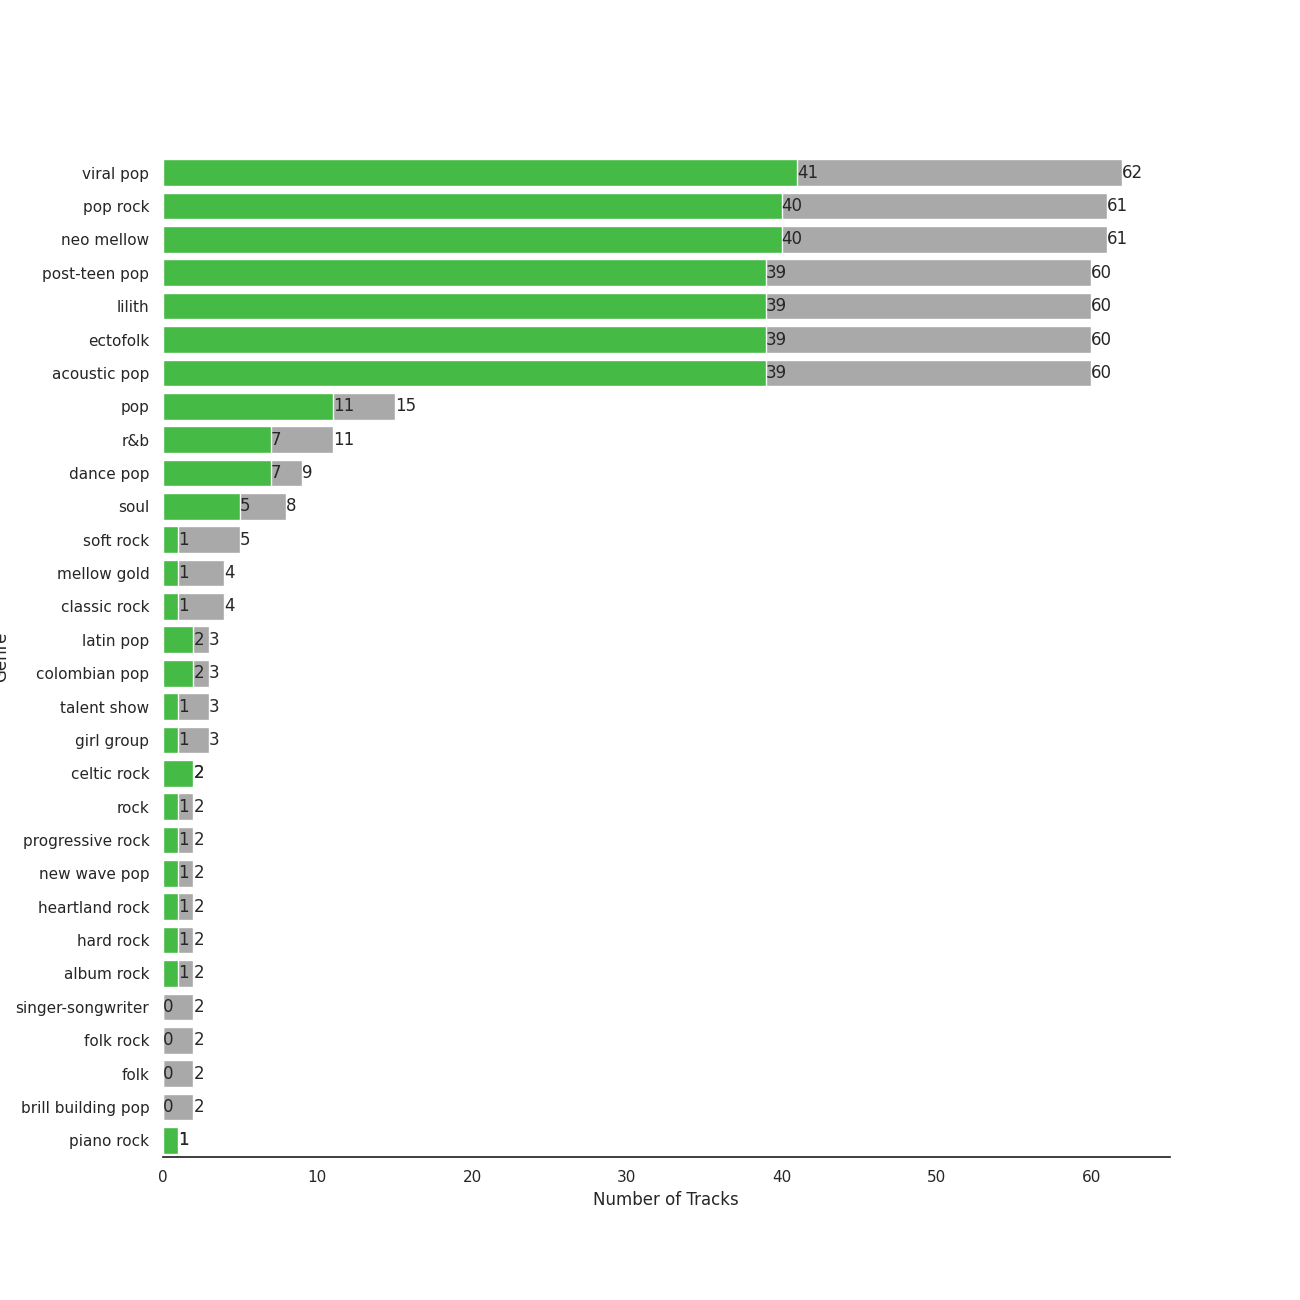 viral pop 41 62
pop rock 40 61
neo mellow 40 61
post-teen pop 39 60
lilith 39 60
ectofolk 39 60
acoustic pop 39 60
pop 11 15
r&b 7 11
dance pop 7 9
soul 5 8
soft rock 1 5
mellow gold 1 4
classic rock 1 4
latin pop 2 3
colombian pop 2 3
talent show 1 3
girl group 1 3
celtic rock 2
rock 1 2
progressive rock 1 2
new wave pop 1 2
heartland rock 1 2
hard rock 1 2
album rock 1 2
singer-songwriter 0 2
folk rock 0 2
folk 0 2
brill building pop 0 2
piano rock 1
0 10 20 30 40 50 60
Number of Tracks
Genre